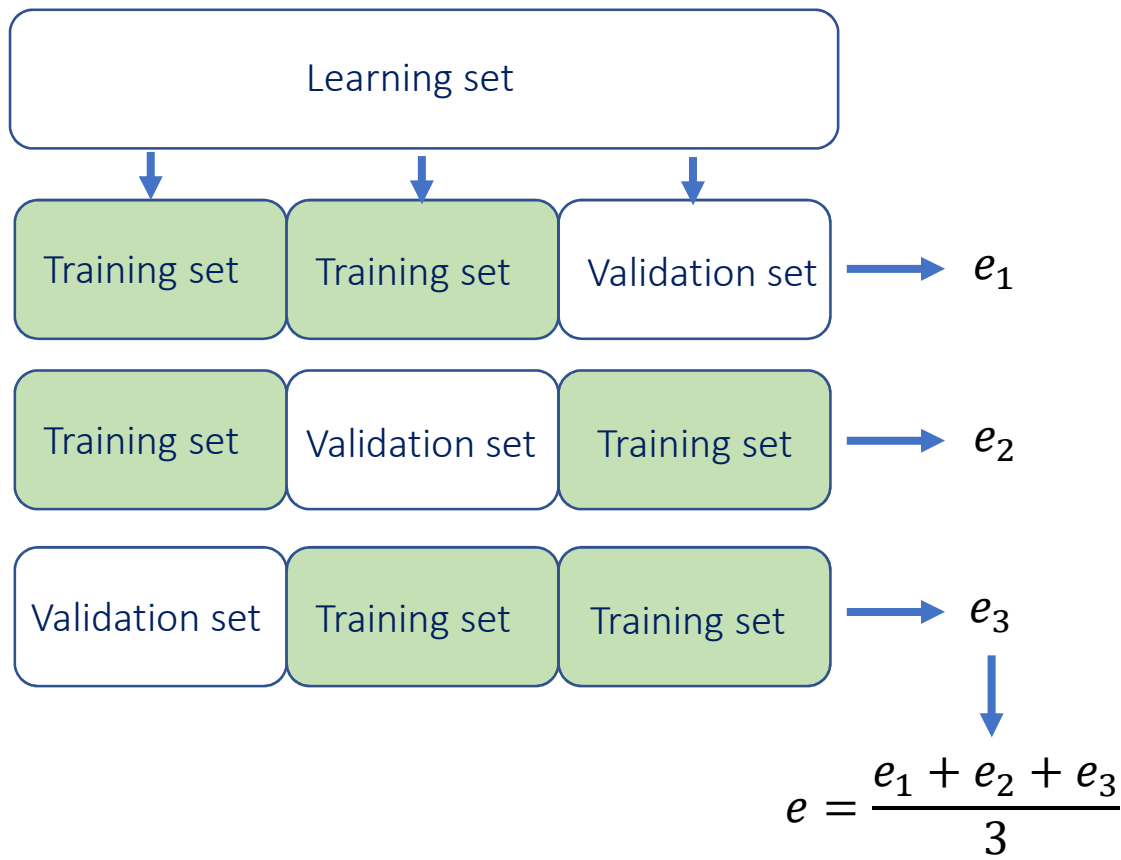 Learning set
Training set Training set Validation set e₁
Training set Validation set Training set e₂
Validation set Training set Training set e₃
e = (e₁ + e₂ + e₃) / 3